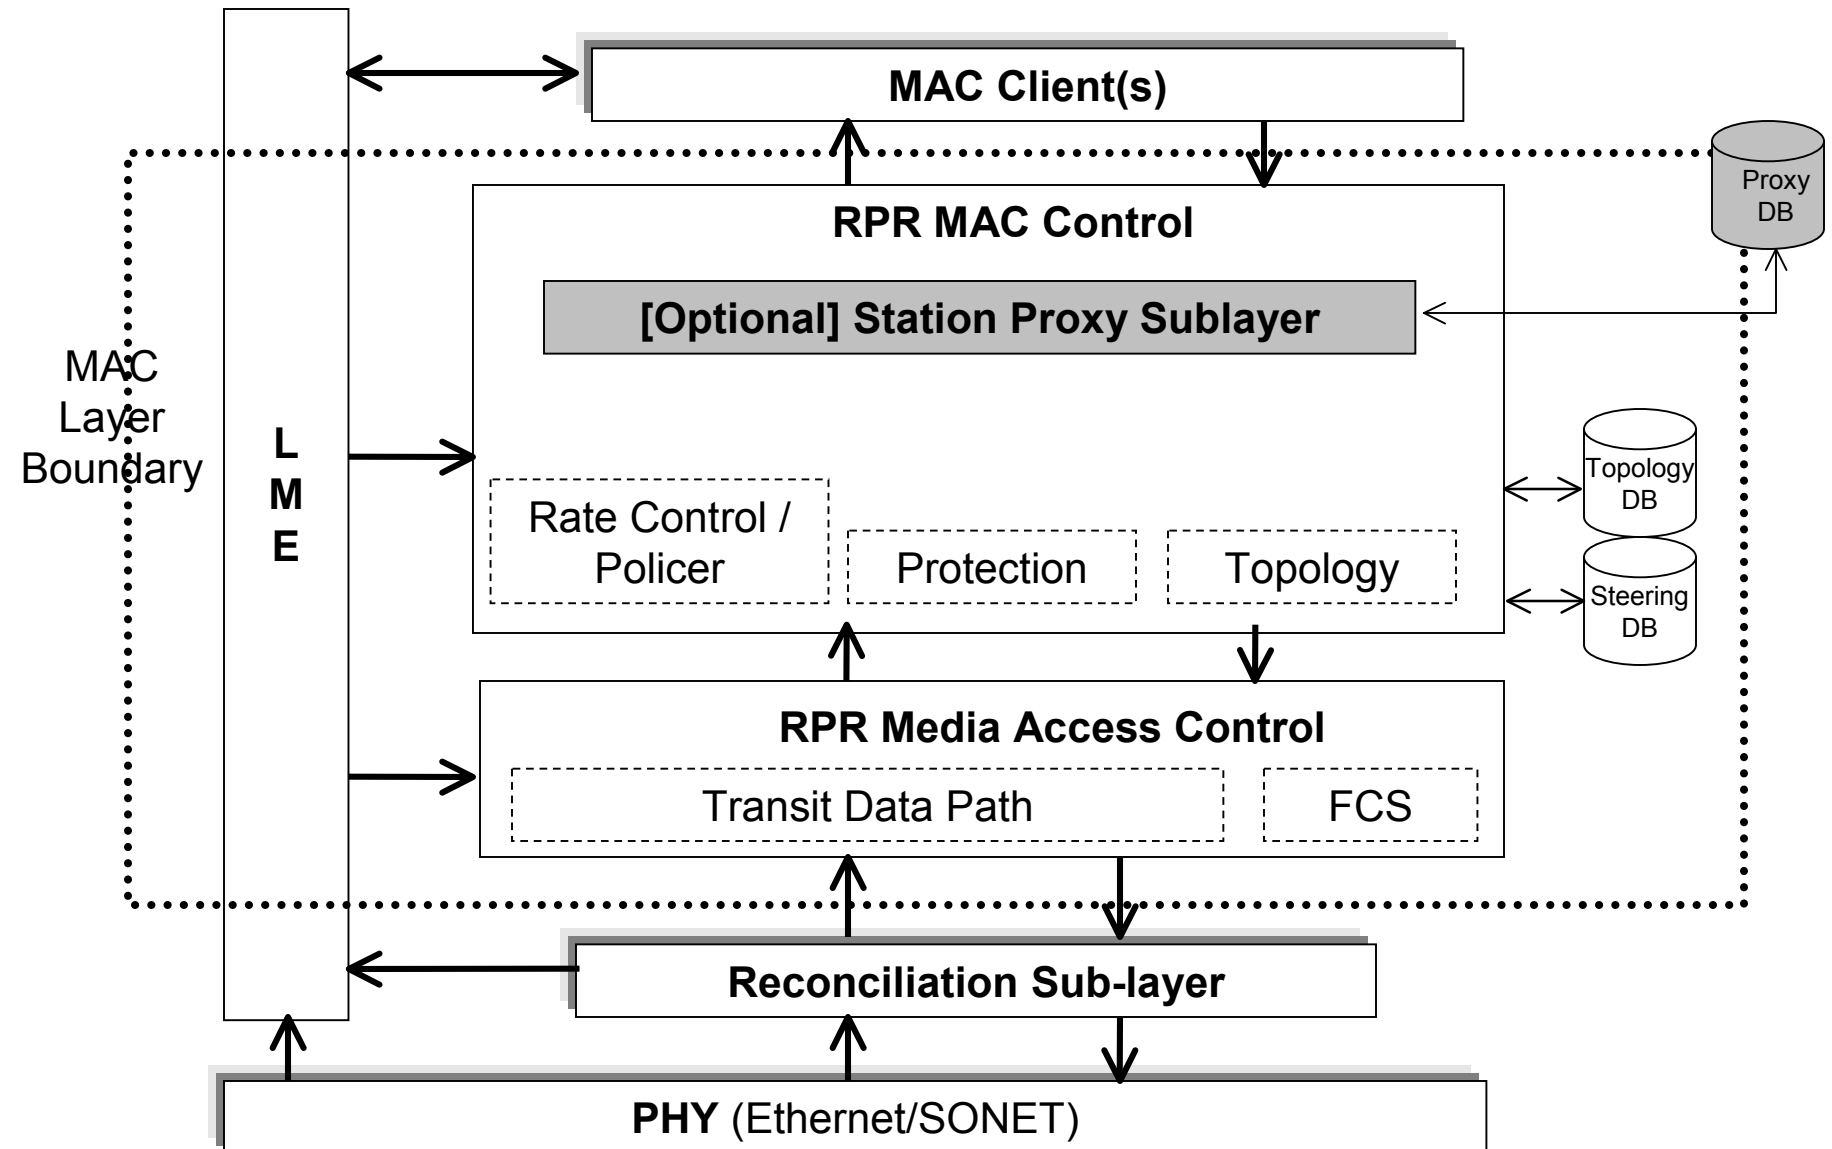 MAC Client(s)
Proxy
DB
RPR MAC Control
[Optional] Station Proxy Sublayer
MAC
Layer
Boundary
L
M
E
Topology
DB
Rate Control /
Policer
Protection
Topology
Steering
DB
RPR Media Access Control
Transit Data Path
FCS
Reconciliation Sub-layer
PHY (Ethernet/SONET)